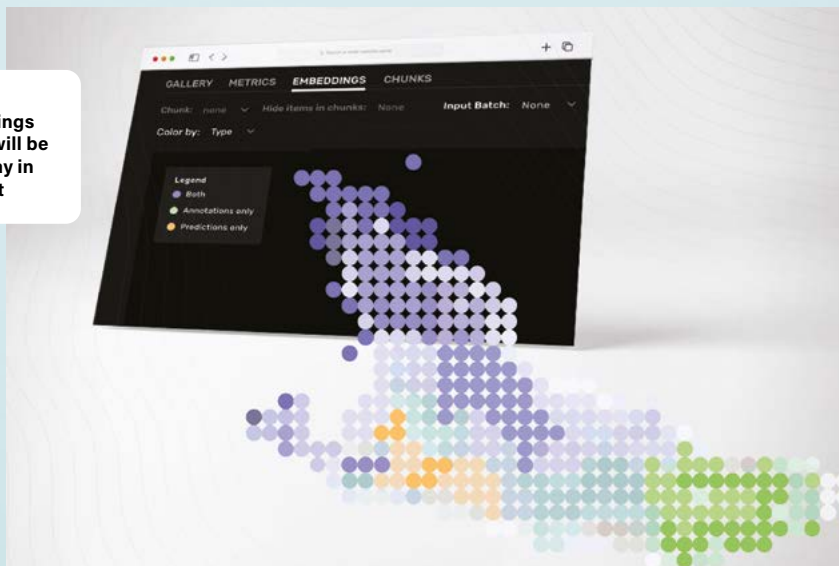 ings
will be
ay in
t
GALLERY METRICS EMBEDDINGS CHUNKS
Chunk: none Hide items in chunks: None Input Batch: None
Color by: Type
Legend
Both
Annotations only
Predictions only